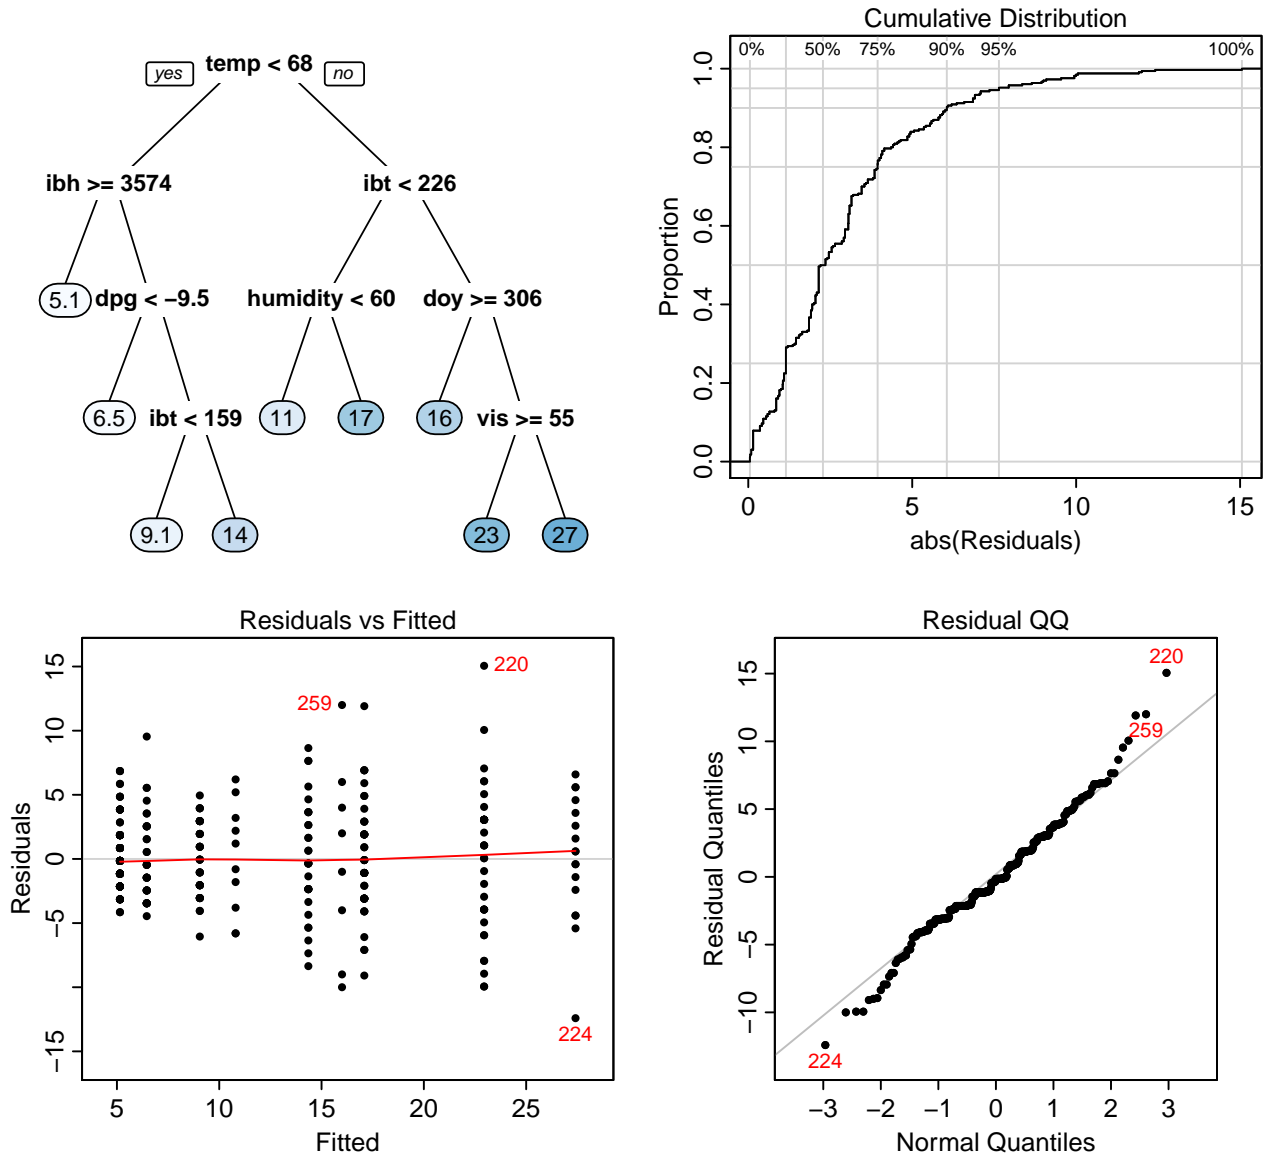 yes temp < 68 no
ibh >= 3574 ibt < 226
5.1 dpg < −9.5 humidity < 60 doy >= 306
6.5 ibt < 159 11 17 16 vis >= 55
9.1 14 23 27
Cumulative Distribution
0% 50% 75% 90% 95% 100%
Proportion
0.0 0.2 0.4 0.6 0.8 1.0
0 5 10 15
abs(Residuals)
Residuals vs Fitted
Residuals
−15 −5 0 5 10 15
220
259
224
5 10 15 20 25
Fitted
Residual QQ
Residual Quantiles
−10 −5 0 5 10 15
220
259
224
−3 −2 −1 0 1 2 3
Normal Quantiles